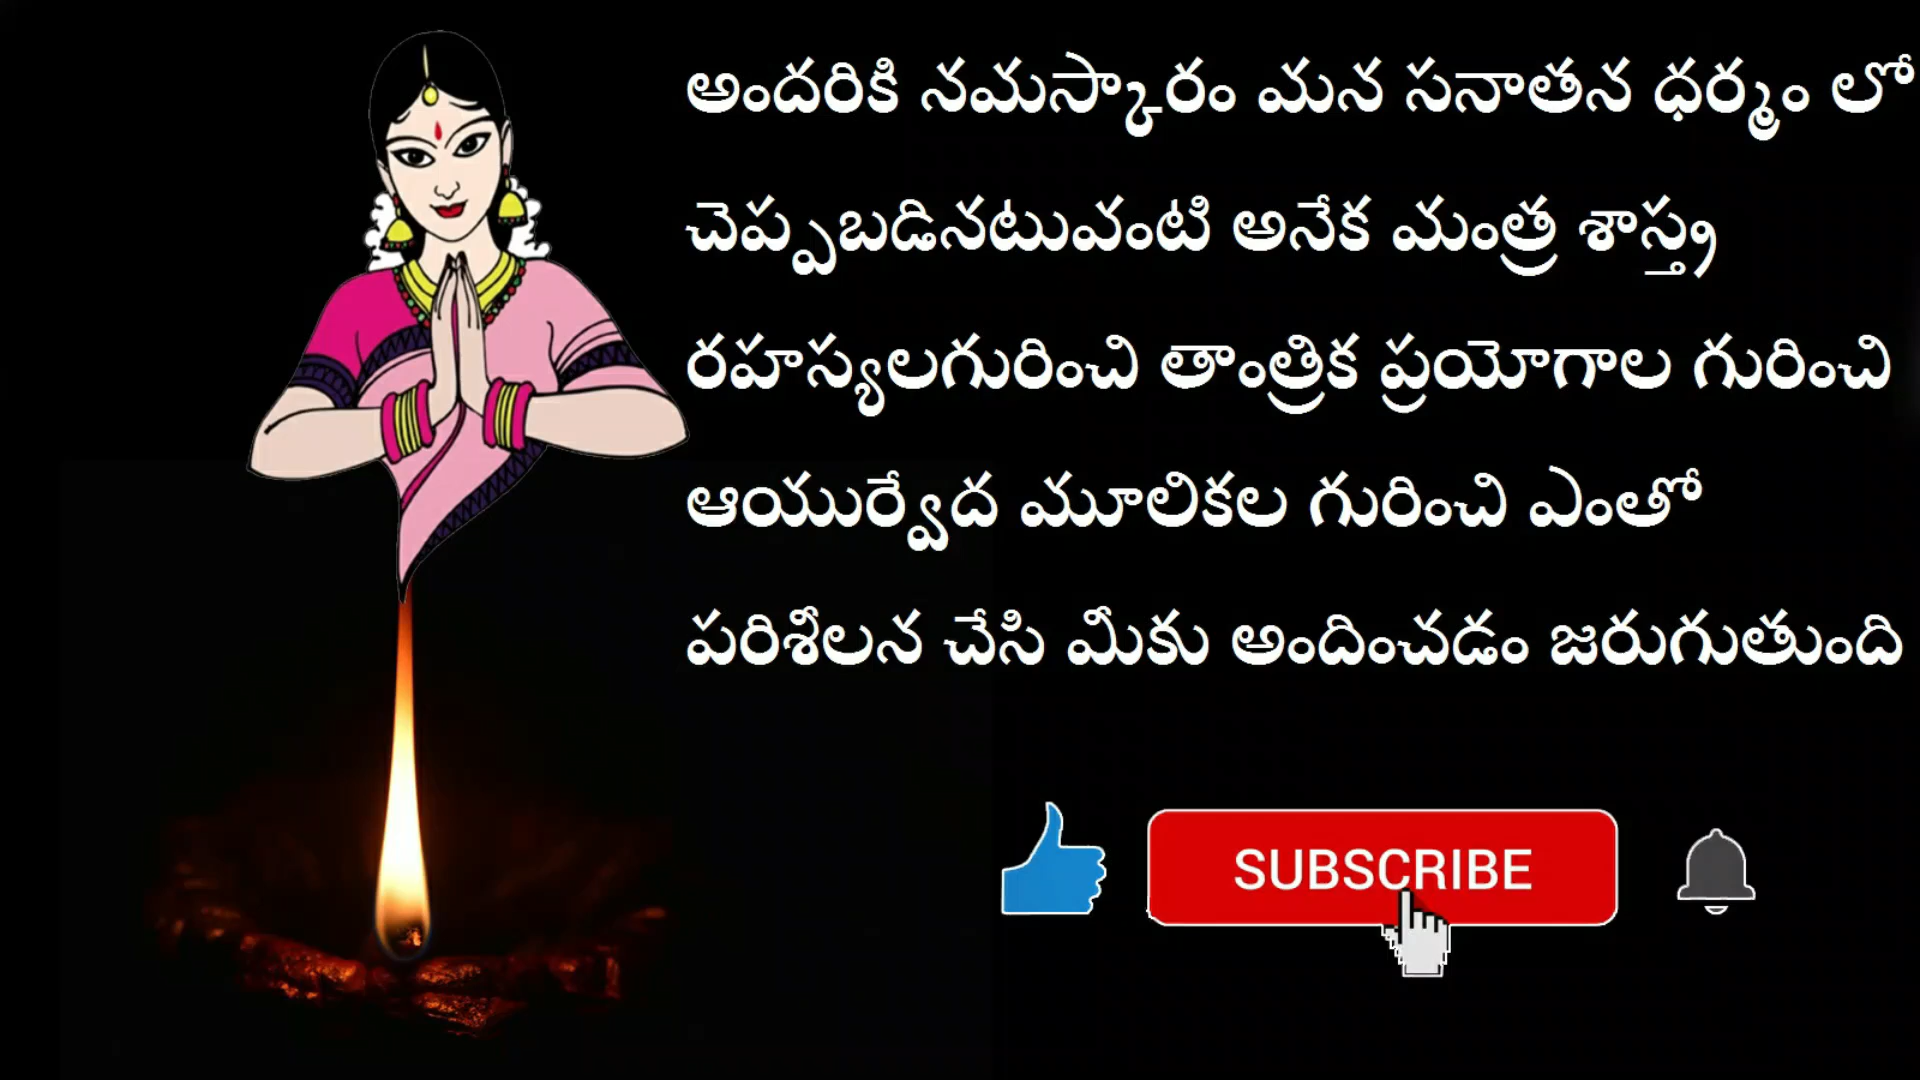 అందరికి నమస్కారం మన సనాతన ధర్మం లో
చెప్పబడినటువంటి అనేక మంత్ర శాస్త్ర
రహస్యలగురించి తాంత్రిక ప్రయోగాల గురించి
ఆయుర్వేద మూలికల గురించి ఎంతో
పరిశీలన చేసి మీకు అందించడం జరుగుతుంది
SUBSCRIBE